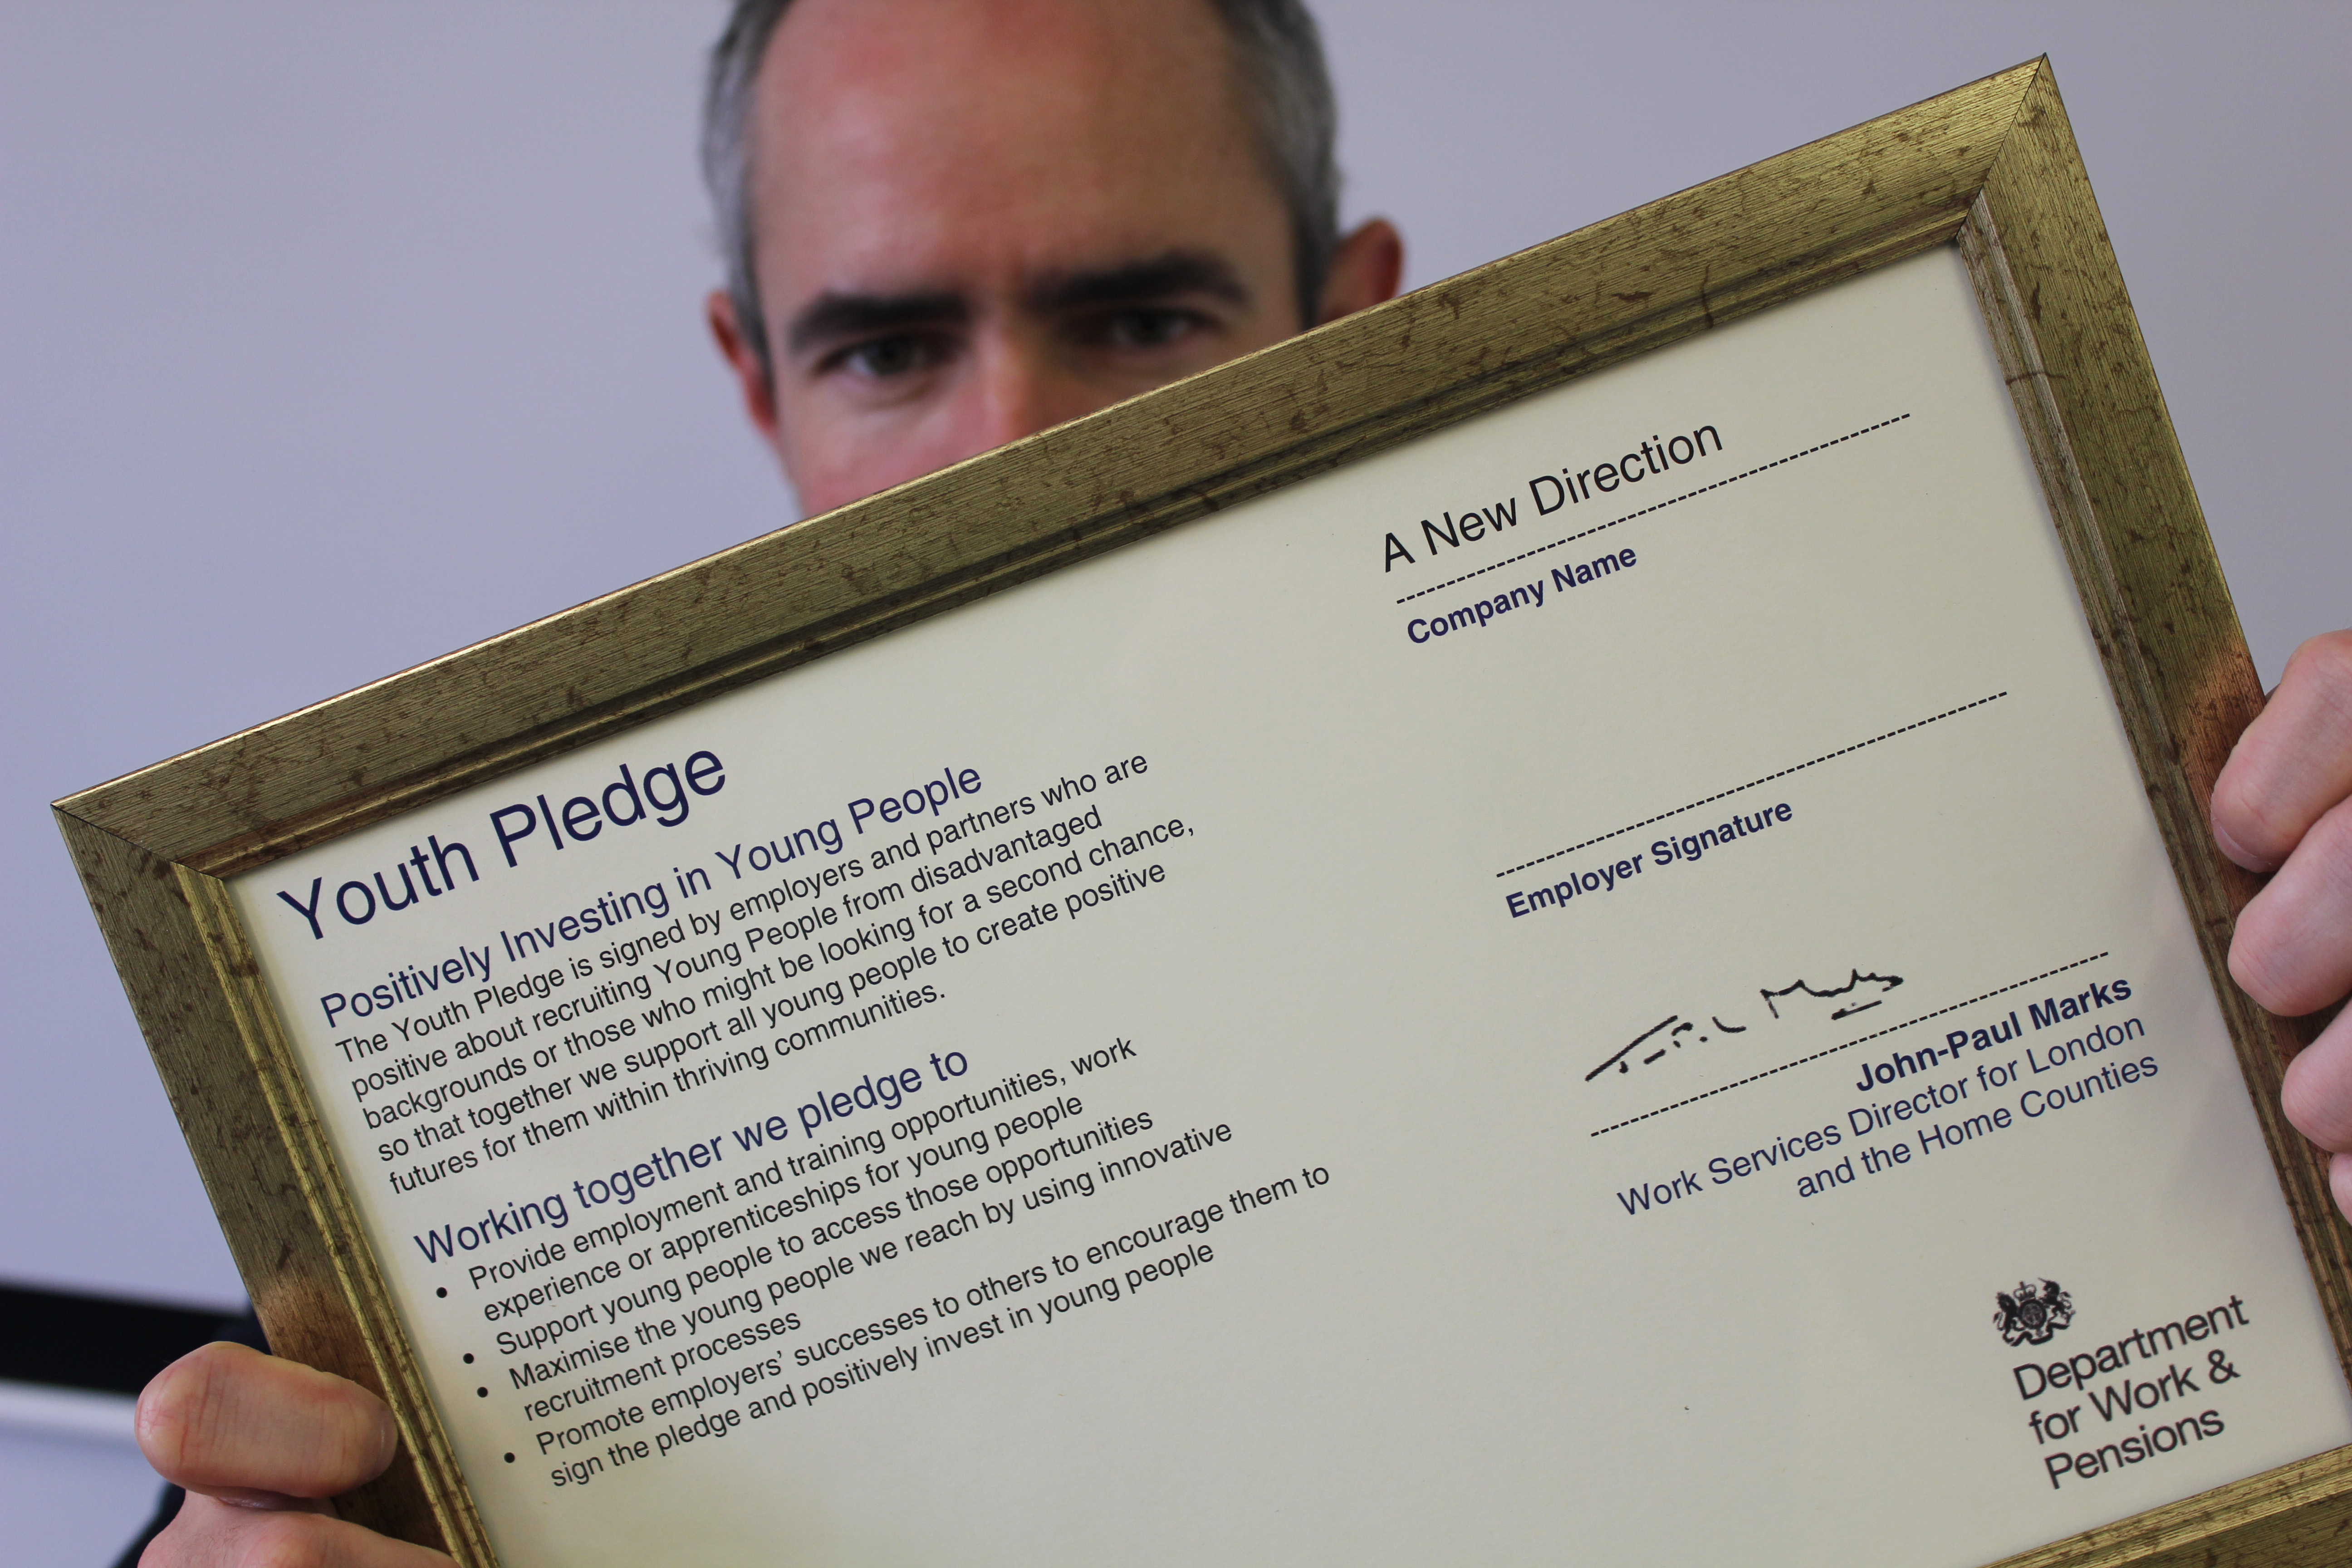 Youth Pledge
Positively Investing in Young People
The Youth Pledge is signed by employers and partners who are
positive about recruiting Young People from disadvantaged
backgrounds or those who might be looking for a second chance,
so that together we support all young people to create positive
futures for them within thriving communities.
Working together we pledge to
• Provide employment and training opportunities, work
experience or apprenticeships for young people
• Support young people to access those opportunities
• Maximise the young people we reach by using innovative
recruitment processes
• Promote employers' successes to others to encourage them to
sign the pledge and positively invest in young people
A New Direction
Company Name
Employer Signature
John-Paul Marks
Work Services Director for London
and the Home Counties
Department
for Work &
Pensions